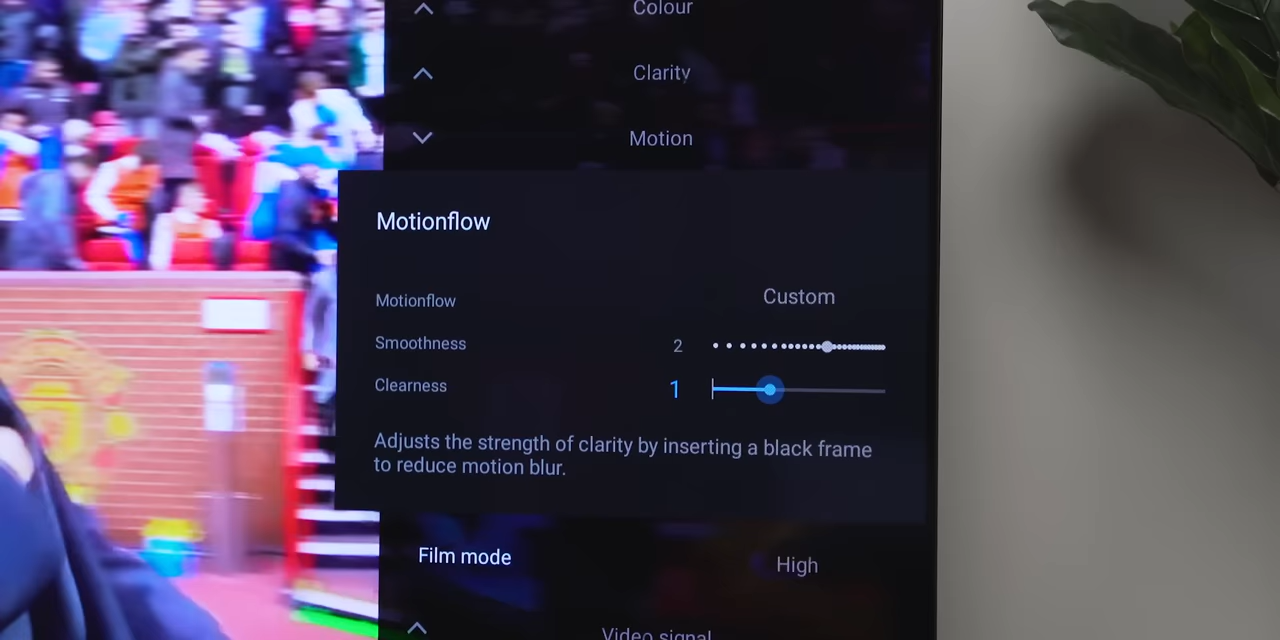 Colour
Clarity
Motion
Motionflow
Motionflow Custom
Smoothness 2
Clearness 1
Adjusts the strength of clarity by inserting a black frame
to reduce motion blur.
Film mode High
Video signal